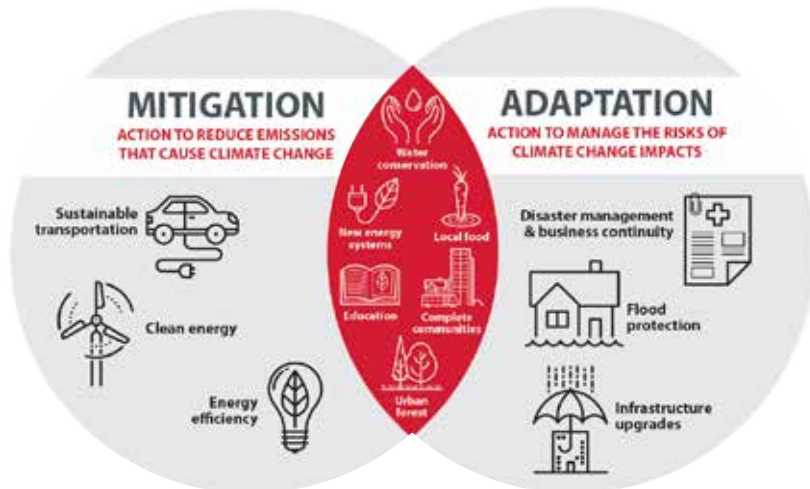 MITIGATION
ACTION TO REDUCE EMISSIONS
THAT CAUSE CLIMATE CHANGE
Sustainable
transportation
Clean energy
Energy
efficiency
Water
conservation
New energy
systems
Local food
Education
Complete
communities
Urban
forest
ADAPTATION
ACTION TO MANAGE THE RISKS OF
CLIMATE CHANGE IMPACTS
Disaster management
& business continuity
Flood
protection
Infrastructure
upgrades